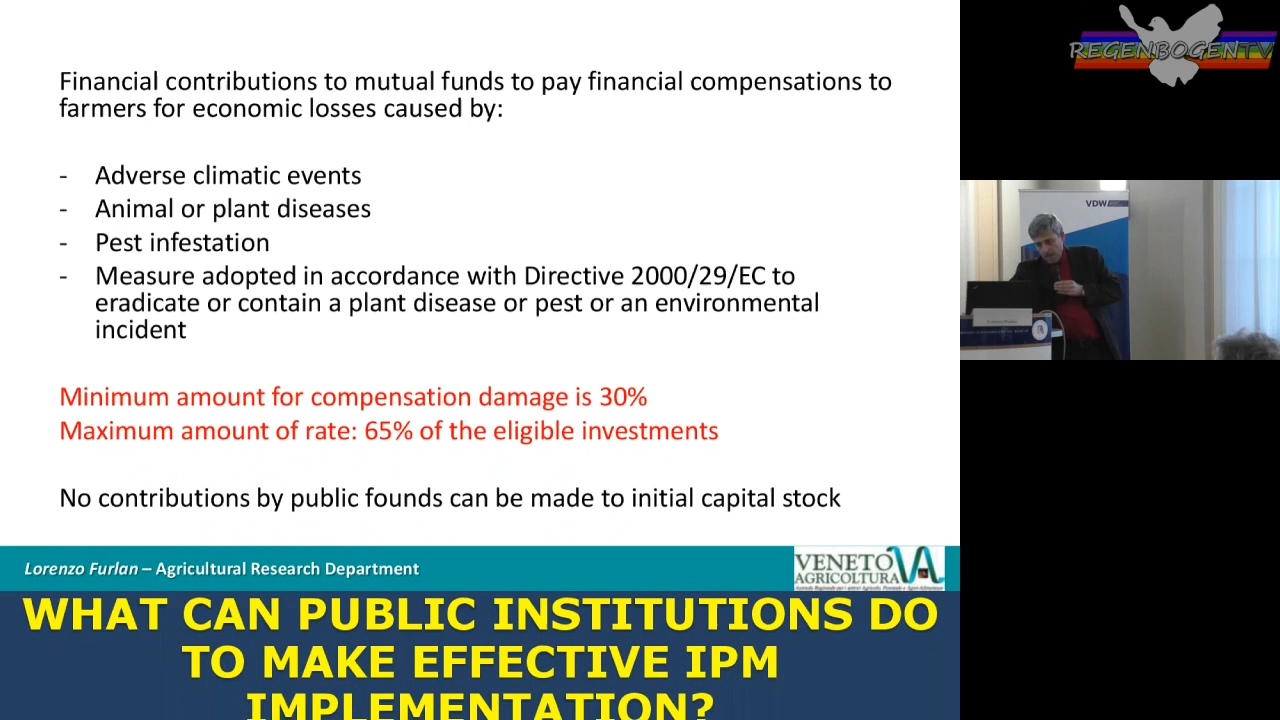 Financial contributions to mutual funds to pay financial compensations to
farmers for economic losses caused by:
- Adverse climatic events
- Animal or plant diseases
- Pest infestation
- Measure adopted in accordance with Directive 2000/29/EC to
eradicate or contain a plant disease or pest or an environmental
incident
Minimum amount for compensation damage is 30%
Maximum amount of rate: 65% of the eligible investments
No contributions by public founds can be made to initial capital stock
Lorenzo Furlan – Agricultural Research Department
VENETO
AGRICOLTURA
WHAT CAN PUBLIC INSTITUTIONS DO
TO MAKE EFFECTIVE IPM
IMPLEMENTATION?
REGENBOGENTV
VDW